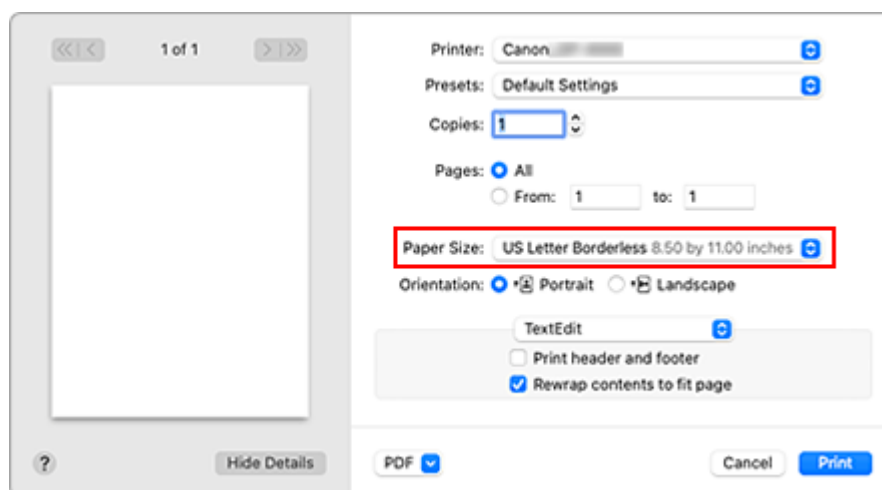 1 of 1
Printer: Canon
Presets: Default Settings
Copies: 1
Pages: All
From: 1 to: 1
Paper Size: US Letter Borderless 8.50 by 11.00 inches
Orientation: Portrait Landscape
TextEdit
Print header and footer
Rewrap contents to fit page
? Hide Details PDF Cancel Print